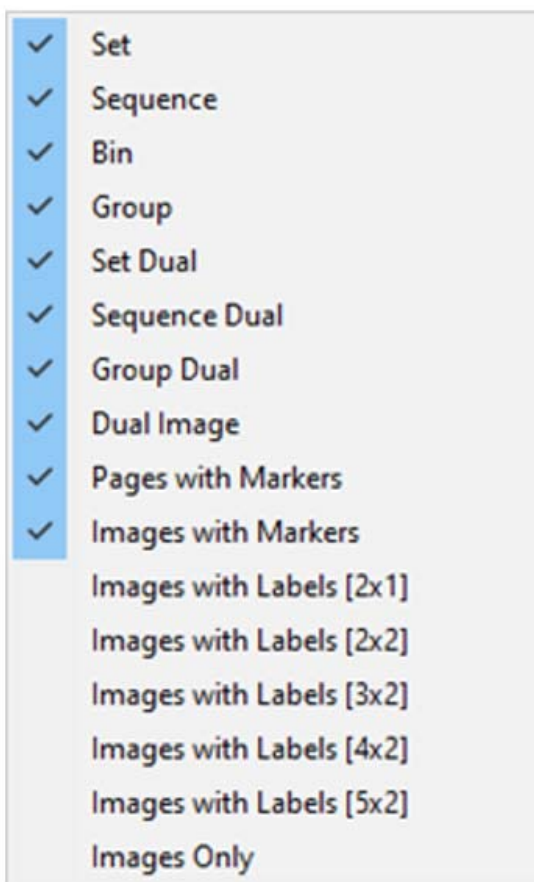 Set
Sequence
Bin
Group
Set Dual
Sequence Dual
Group Dual
Dual Image
Pages with Markers
Images with Markers
Images with Labels [2x1]
Images with Labels [2x2]
Images with Labels [3x2]
Images with Labels [4x2]
Images with Labels [5x2]
Images Only